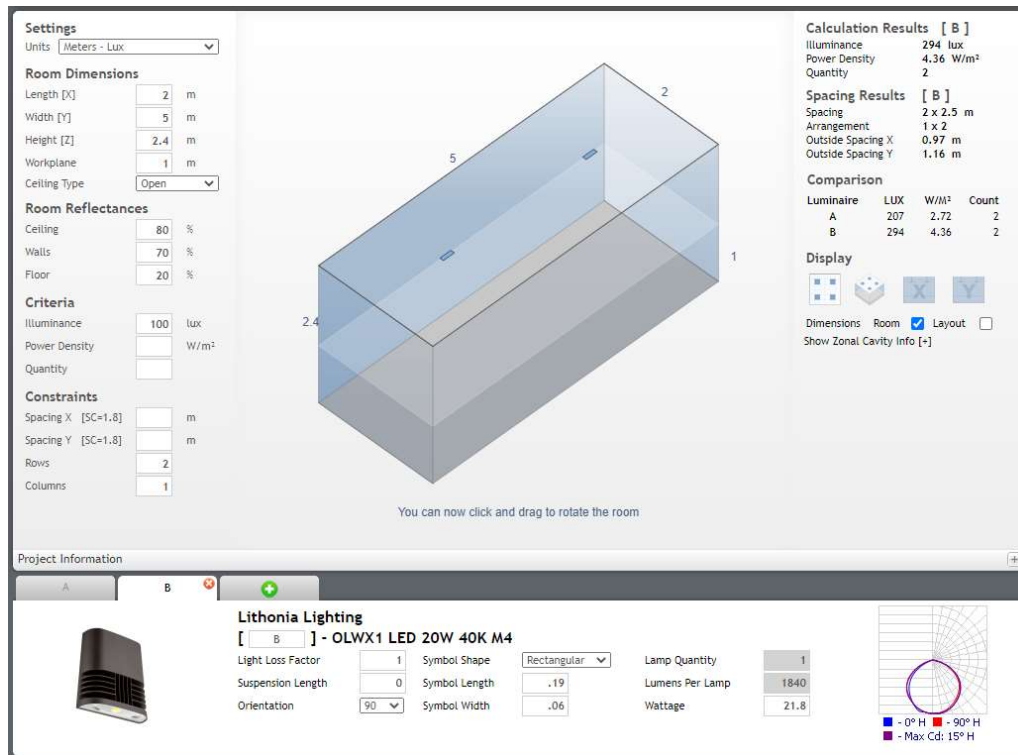 Settings
Units Meters - Lux
Room Dimensions
Length [X] 2 m
Width [Y] 5 m
Height [Z] 2.4 m
Workplane 1 m
Ceiling Type Open
Room Reflectances
Ceiling 80 %
Walls 70 %
Floor 20 %
Criteria
Illuminance 100 lux
Power Density W/m²
Quantity
Constraints
Spacing X [SC=1.8] m
Spacing Y [SC=1.8] m
Rows 2
Columns 1
2
5
1
2.4
You can now click and drag to rotate the room
Calculation Results [ B ]
Illuminance 294 lux
Power Density 4.36 W/m²
Quantity 2
Spacing Results [ B ]
Spacing 2 x 2.5 m
Arrangement 1 x 2
Outside Spacing X 0.97 m
Outside Spacing Y 1.16 m
Comparison
Luminaire LUX W/M² Count
A 207 2.72 2
B 294 4.36 2
Display
X Y
Dimensions Room Layout
Show Zonal Cavity Info [+]
Project Information +
A B
Lithonia Lighting
[ B ] - OLWX1 LED 20W 40K M4
Light Loss Factor 1 Symbol Shape Rectangular Lamp Quantity 1
Suspension Length 0 Symbol Length .19 Lumens Per Lamp 1840
Orientation 90 Symbol Width .06 Wattage 21.8
- 0° H - 90° H
- Max Cd: 15° H